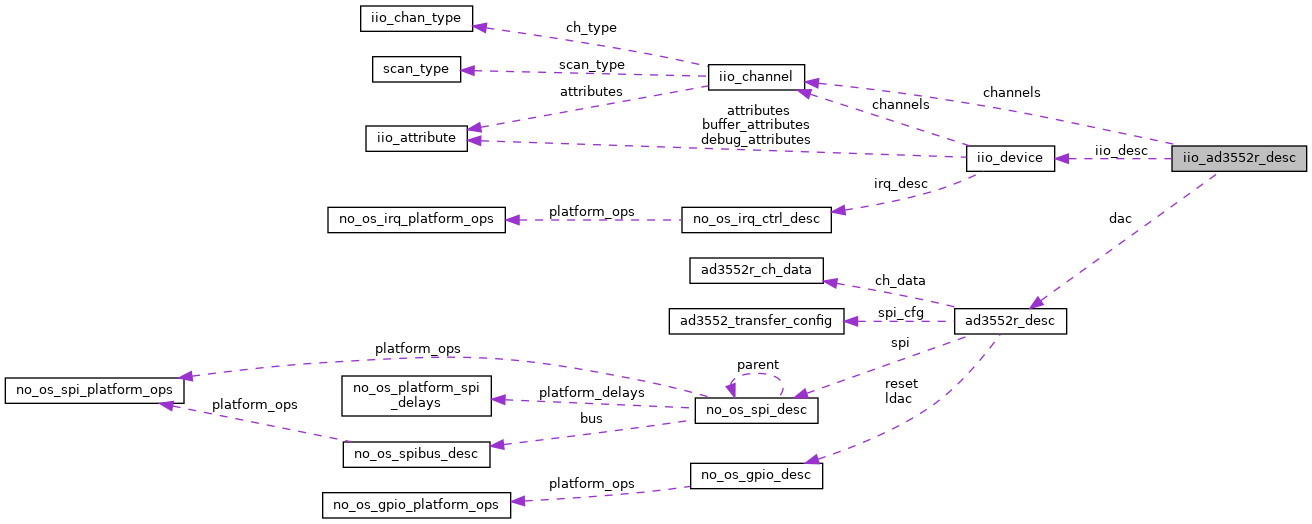 iio_chan_type
ch_type
scan_type
scan_type
iio_channel
attributes
channels
channels
attributes
buffer_attributes
debug_attributes
iio_attribute
iio_desc
iio_device
iio_ad3552r_desc
irq_desc
platform_ops
no_os_irq_platform_ops
no_os_irq_ctrl_desc
dac
ad3552r_ch_data
ch_data
spi_cfg
ad3552_transfer_config
ad3552r_desc
spi
platform_ops
parent
reset
ldac
no_os_spi_platform_ops
no_os_platform_spi
_delays
platform_delays
platform_ops
no_os_spi_desc
bus
no_os_spibus_desc
no_os_gpio_desc
platform_ops
no_os_gpio_platform_ops